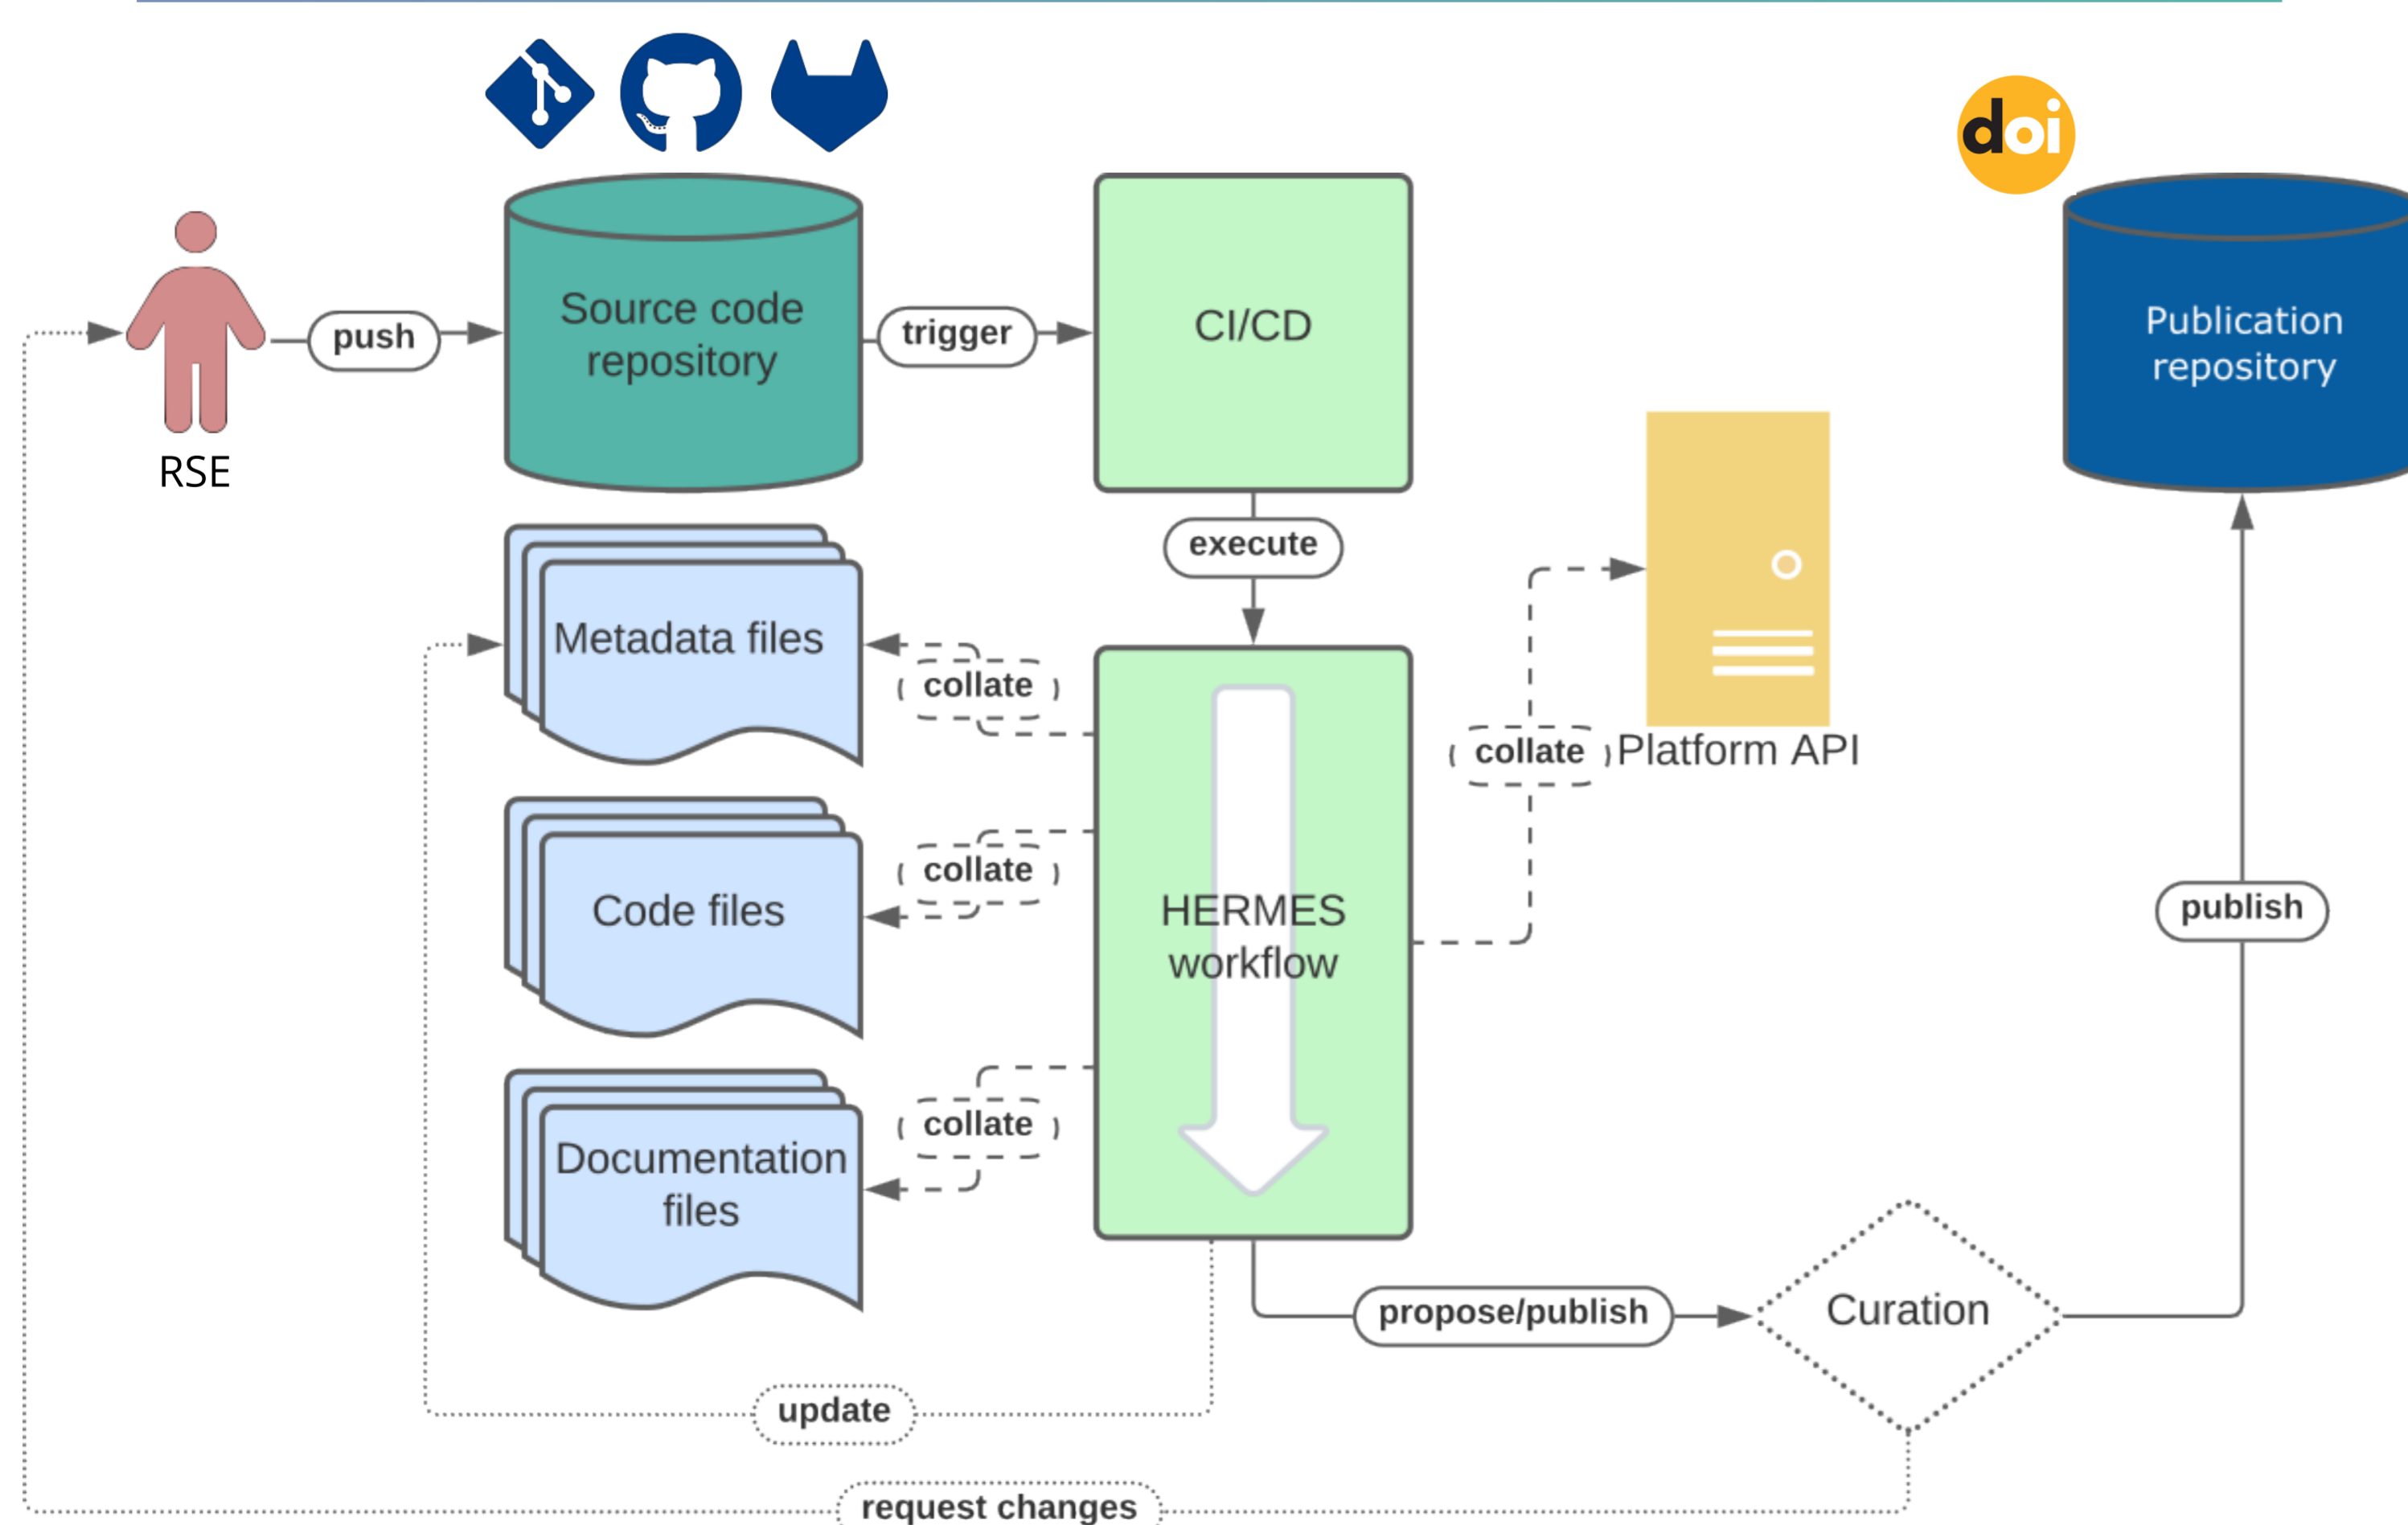 doi
push
Source code
repository
trigger
CI/CD
Publication
repository
RSE
execute
Metadata files
collate
collate
Platform API
Code files
collate
HERMES
workflow
publish
Documentation
files
collate
propose/publish
Curation
update
request changes